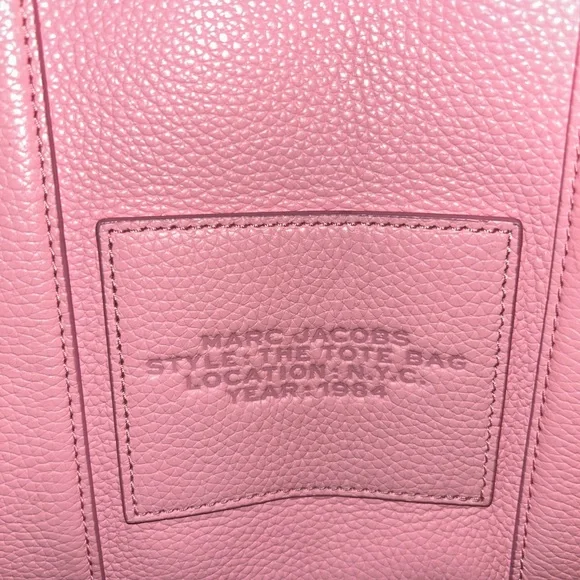 MARC JACOBS
STYLE: THE TOTE BAG
LOCATION: N.Y.C.
YEAR: 1984